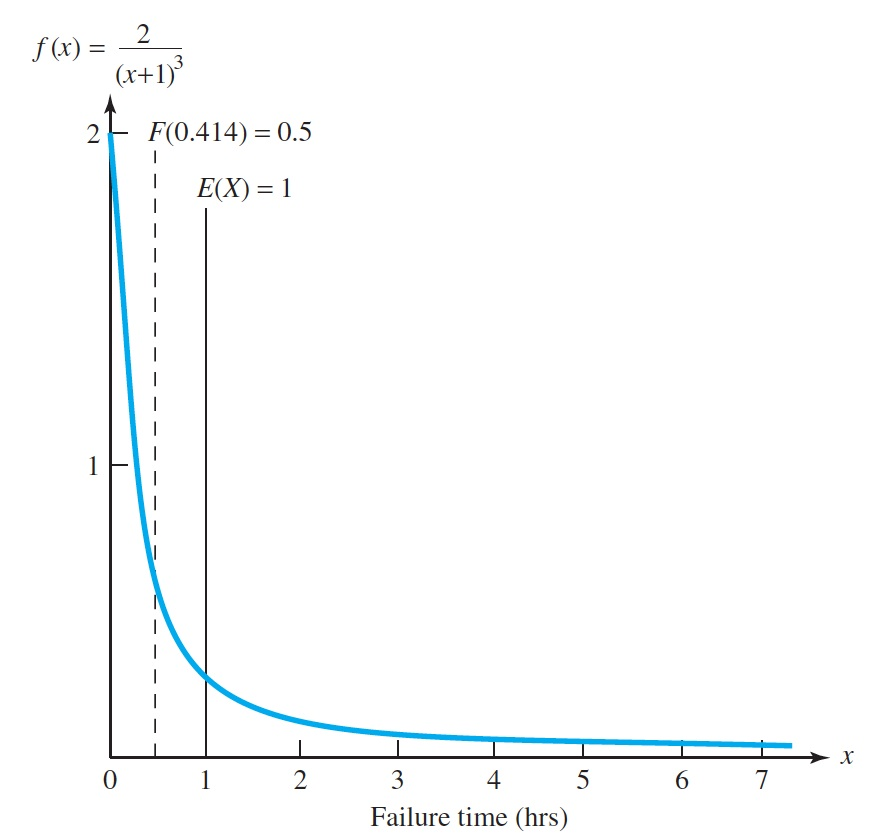 f(x) = 2/(x+1)³
2
F(0.414) = 0.5
E(X) = 1
1
x
0 1 2 3 4 5 6 7
Failure time (hrs)